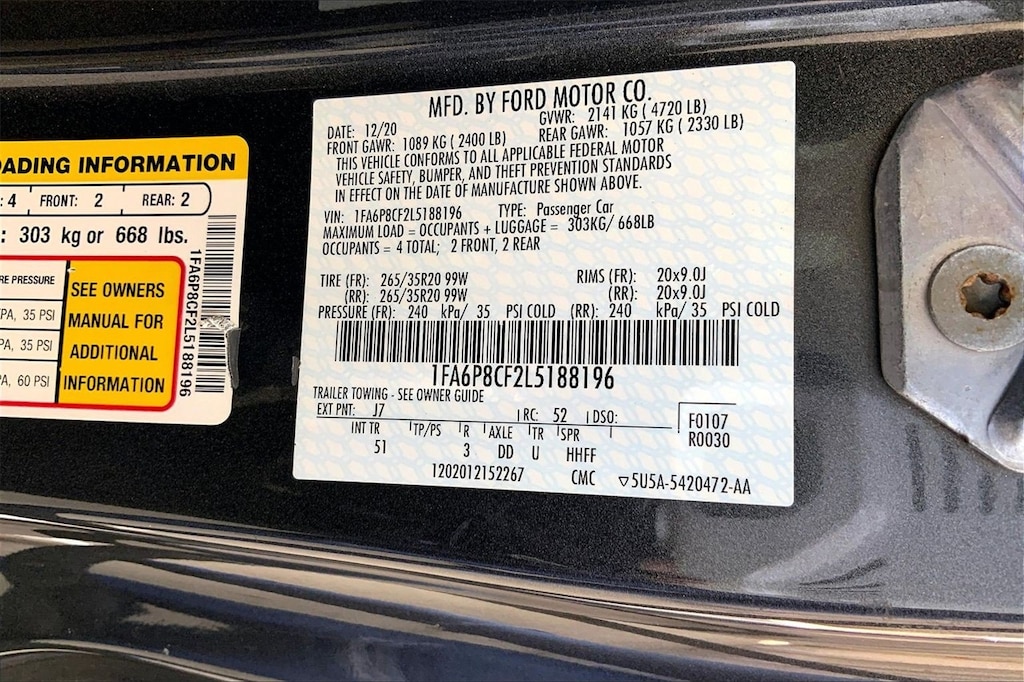 OADING INFORMATION
: 4 FRONT: 2 REAR: 2
: 303 kg or 668 lbs.
RE PRESSURE
PA, 35 PSI
PA, 35 PSI
PA, 60 PSI
SEE OWNERS
MANUAL FOR
ADDITIONAL
INFORMATION
1FA6P8CF2L5188196
MFD. BY FORD MOTOR CO.
DATE: 12/20 GVWR: 2141 KG ( 4720 LB)
FRONT GAWR: 1089 KG ( 2400 LB) REAR GAWR: 1057 KG ( 2330 LB)
THIS VEHICLE CONFORMS TO ALL APPLICABLE FEDERAL MOTOR
VEHICLE SAFETY, BUMPER, AND THEFT PREVENTION STANDARDS
IN EFFECT ON THE DATE OF MANUFACTURE SHOWN ABOVE.
VIN: 1FA6P8CF2L5188196 TYPE: Passenger Car
MAXIMUM LOAD = OCCUPANTS + LUGGAGE = 303KG/ 668LB
OCCUPANTS = 4 TOTAL; 2 FRONT, 2 REAR
TIRE (FR): 265/35R20 99W RIMS (FR): 20x9.0J
(RR): 265/35R20 99W (RR): 20x9.0J
PRESSURE (FR): 240 kPa/ 35 PSI COLD (RR): 240 kPa/ 35 PSI COLD
1FA6P8CF2L5188196
TRAILER TOWING - SEE OWNER GUIDE
EXT PNT: J7 RC: 52 DSO: F0107
INT TR TP/PS R AXLE TR SPR R0030
51 3 DD U HHFF
1202012152267 CMC ▽5U5A-5420472-AA